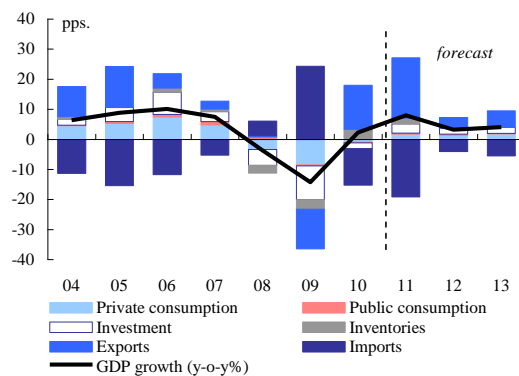 40
pps.
forecast
30
20
10
0
-10
-20
-30
-40
04 05 06 07 08 09 10 11 12 13
Private consumption Public consumption
Investment Inventories
Exports Imports
GDP growth (y-o-y%)